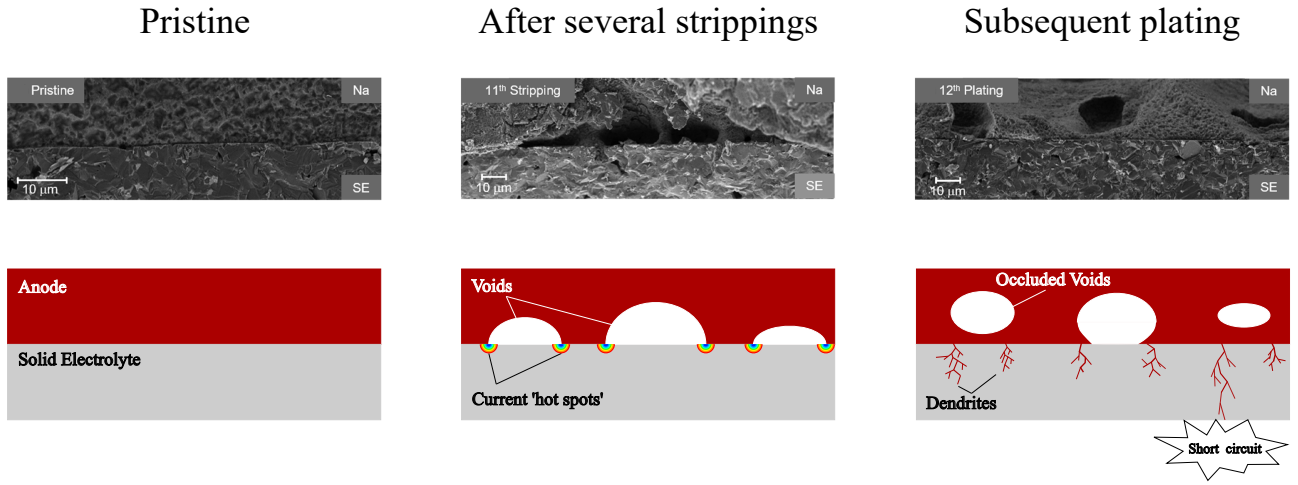 Pristine
After several strippings
Subsequent plating
Pristine
Na
10 μm
SE
11th Stripping
Na
10 μm
SE
12th Plating
Na
10 μm
SE
Anode
Solid Electrolyte
Voids
Current 'hot spots'
Occluded Voids
Dendrites
Short circuit